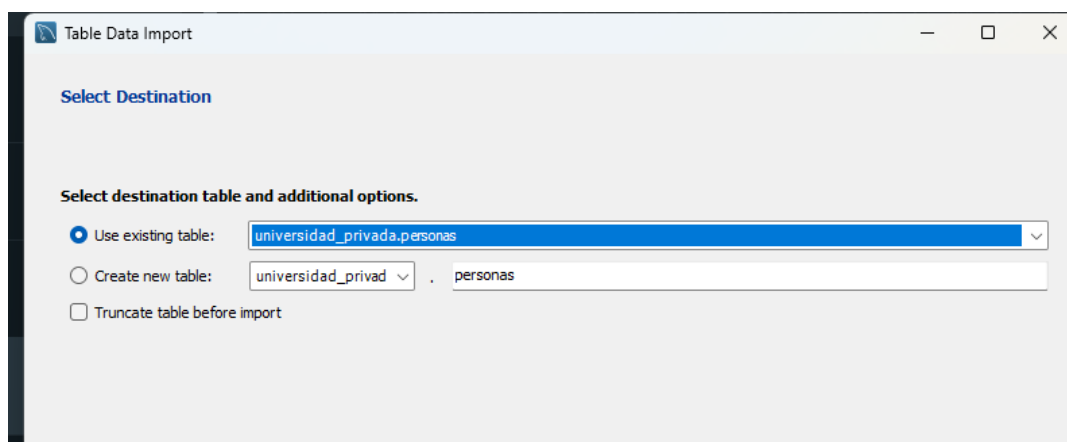 Table Data Import
Select Destination
Select destination table and additional options.
Use existing table: universidad_privada.personas
Create new table: universidad_privad . personas
Truncate table before import